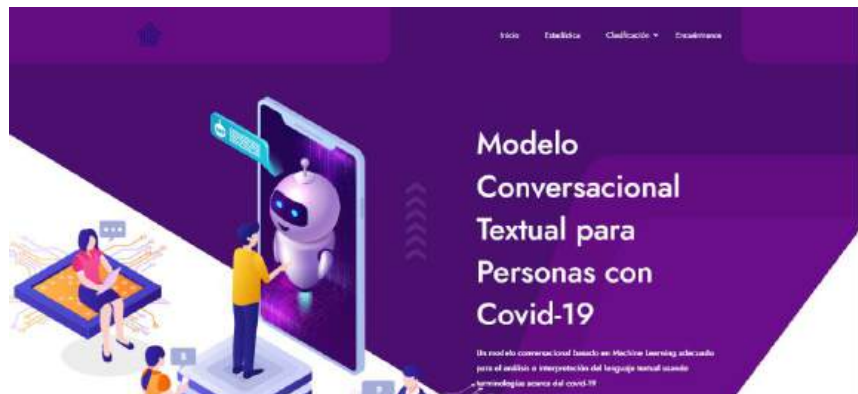 Inicio Estadística Clasificación Encuéntranos
Modelo
Conversacional
Textual para
Personas con
Covid-19
Un modelo conversacional basado en Machine Learning adecuado
para el análisis e interpretación del lenguaje textual usando
terminologías acerca del covid-19